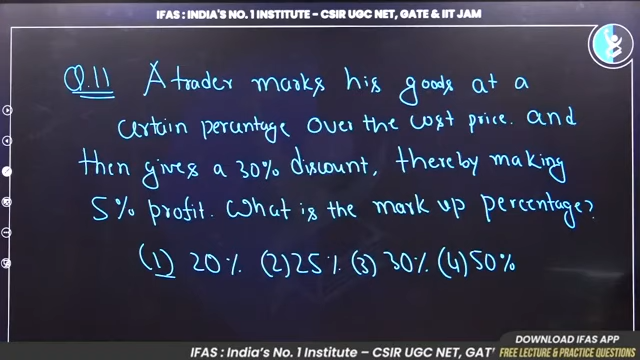 IFAS : INDIA'S NO. 1 INSTITUTE – CSIR UGC NET, GATE & IIT JAM
Q.11 A trader marks his goods at a
certain percantage over the cost price. and
then gives a 30% discount, thereby making
5% profit. What is the mark up percentage?
(1) 20% (2) 25% (3) 30% (4) 50%
DOWNLOAD IFAS APP
IFAS : India's No. 1 Institute – CSIR UGC NET, GAT
FREE LECTURE & PRACTICE QUESTIONS